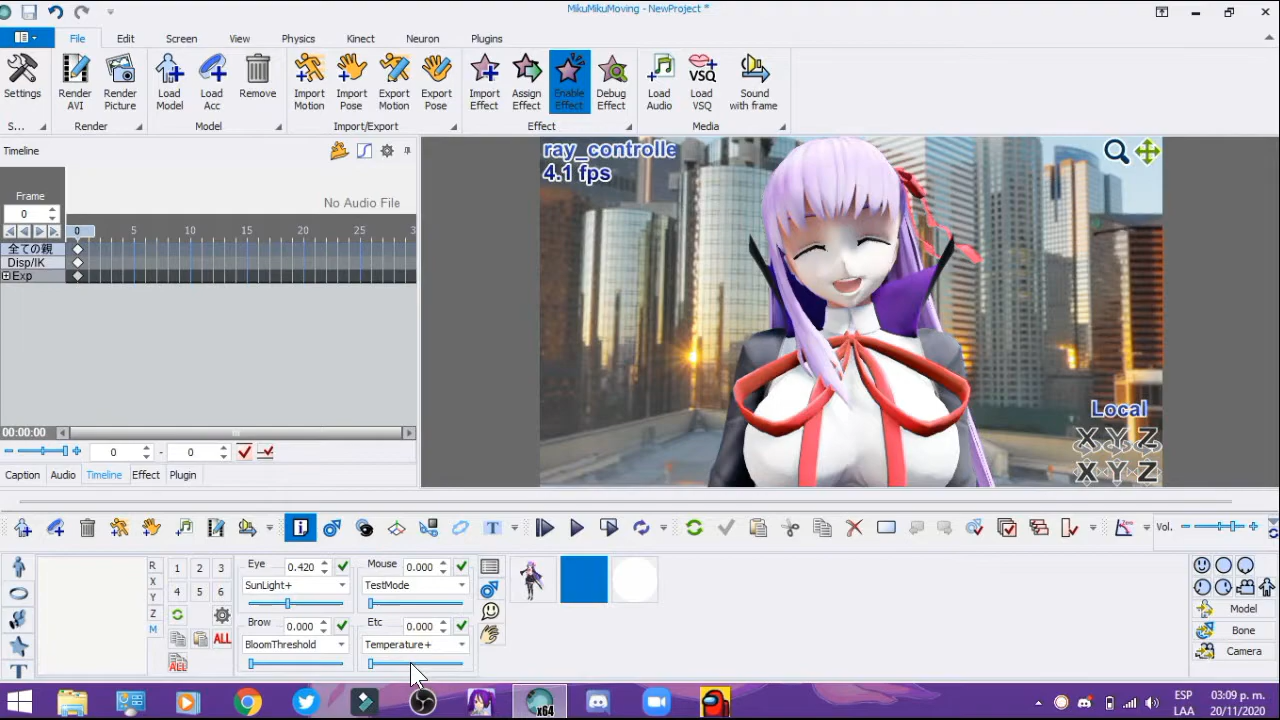 MikuMikuMoving - NewProject *
File Edit Screen View Physics Kinect Neuron Plugins
Settings
Render AVI
Render Picture
Load Model
Load Acc
Remove
Import Motion
Import Pose
Export Motion
Export Pose
Import Effect
Assign Effect
Enable Effect
Debug Effect
Load Audio
VSQ
Load VSQ
Sound with frame
S... Render Model Import/Export Effect Media
Timeline
ray_controlle
4.1 fps
Frame
No Audio File
0
0 5 10 15 20 25 3
全ての親
Disp/IK
Exp
Local
X Y Z
X Y Z
00:00:00
0 - 0
Caption Audio Timeline Effect Plugin
T
Vol.
R
X
Y
Z
M
1 2 3
4 5 6
ALL
ALL
Eye 0.420
SunLight+
Mouse 0.000
TestMode
Brow 0.000
BloomThreshold
Etc 0.000
Temperature+
T
Model
Bone
Camera
x64
ESP
LAA
03:09 p. m.
20/11/2020